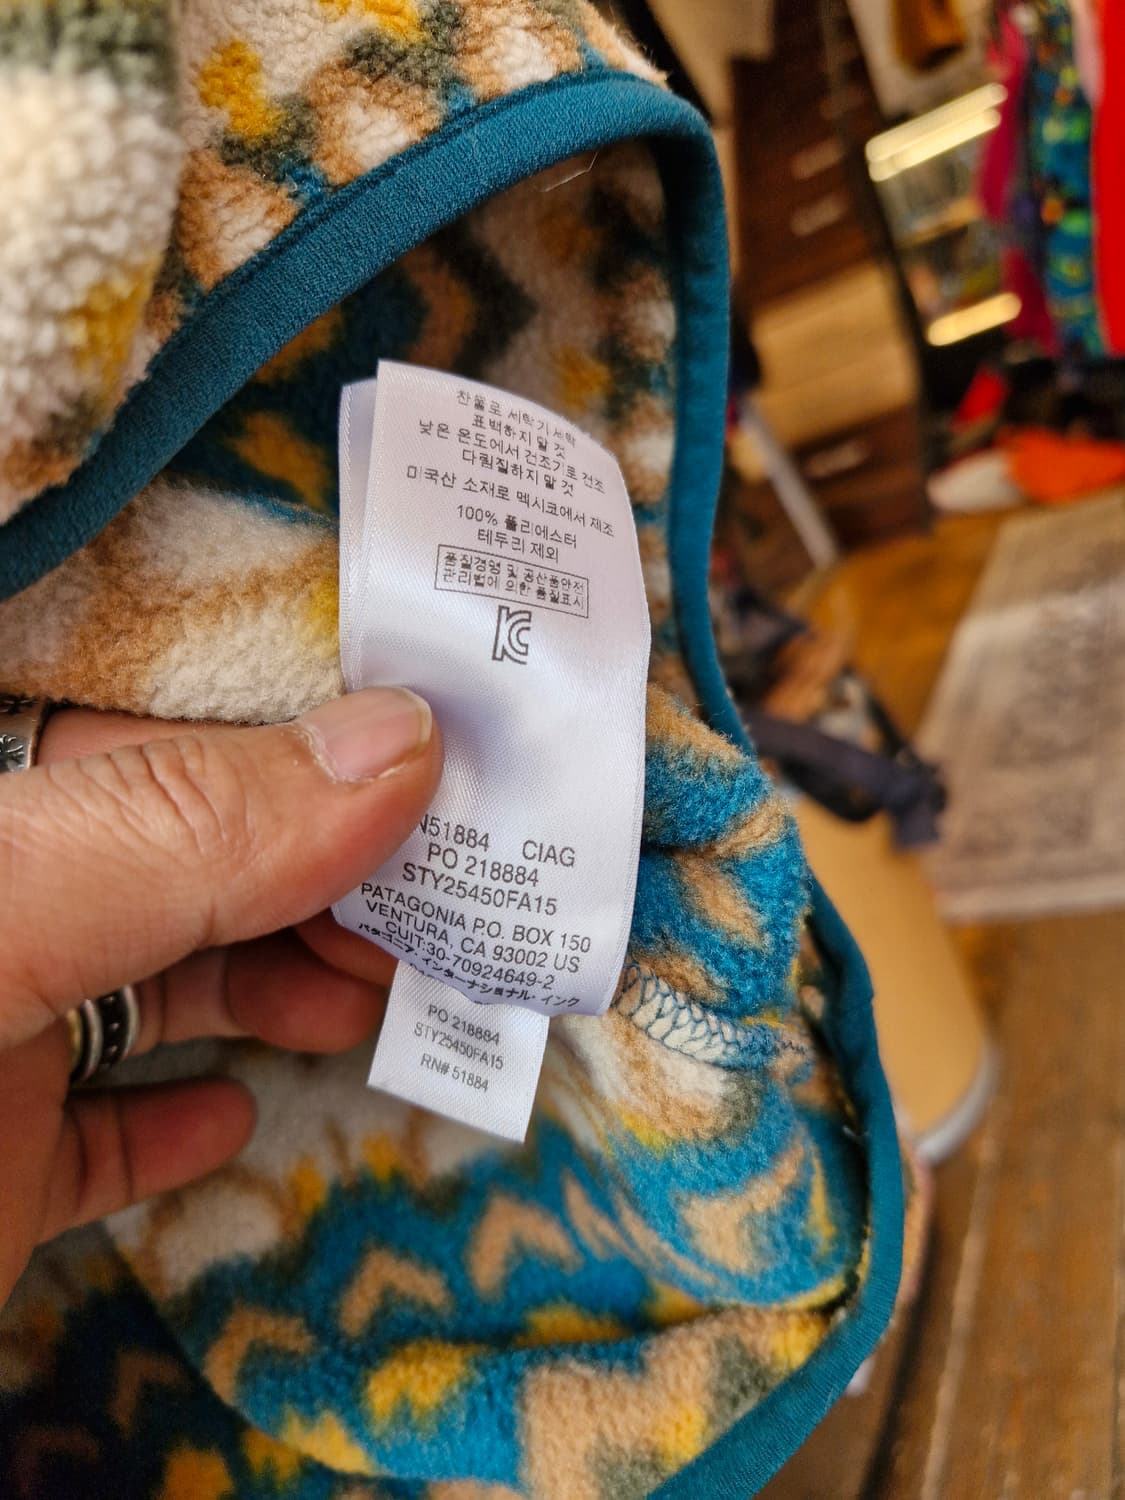 찬물로 세탁기 세탁
표백하지 말 것
낮은 온도에서 건조기로 건조
다림질하지 말 것
미국산 소재로 멕시코에서 제조
100% 폴리에스터
테두리 제외
품질경영 및 공산품안전
관리법에 의한 품질표시
KC
N51884 CIAG
PO 218884
STY25450FA15
PATAGONIA P.O. BOX 150
VENTURA, CA 93002 US
CUIT:30-70924649-2
パタゴニア・インターナショナル・インク
PO 218884
STY25450FA15
RN# 51884